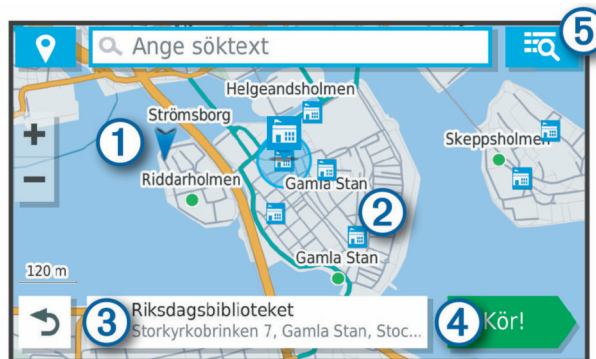 Ange söktext
5
Helgeandsholmen
Strömsborg
1
Skeppsholmen
Riddarholmen
Gamla Stan
2
Gamla Stan
120 m
3
Riksdagsbiblioteket
Storkyrkobrinken 7, Gamla Stan, Stoc...
4
Kör!